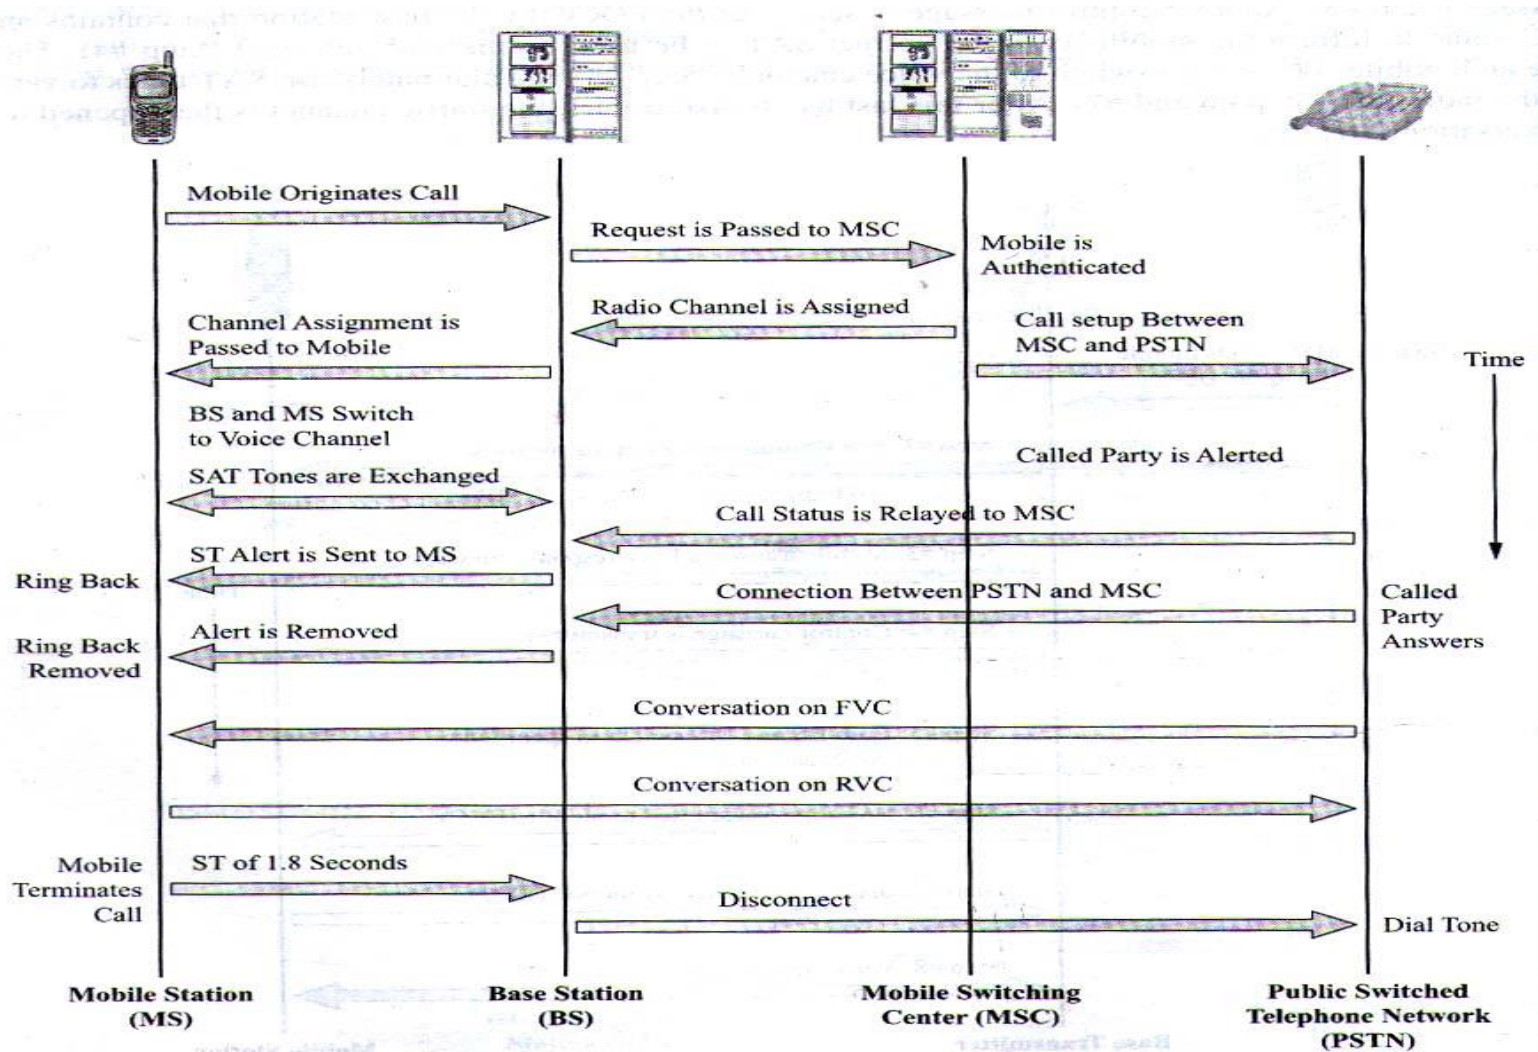 Mobile Originates Call
Request is Passed to MSC
Mobile is
Authenticated
Radio Channel is Assigned
Channel Assignment is
Passed to Mobile
Call setup Between
MSC and PSTN
Time
BS and MS Switch
to Voice Channel
Called Party is Alerted
SAT Tones are Exchanged
Call Status is Relayed to MSC
ST Alert is Sent to MS
Ring Back
Connection Between PSTN and MSC
Called
Party
Answers
Alert is Removed
Ring Back
Removed
Conversation on FVC
Conversation on RVC
ST of 1.8 Seconds
Mobile
Terminates
Call
Disconnect
Dial Tone
Mobile Station
(MS)
Base Station
(BS)
Mobile Switching
Center (MSC)
Public Switched
Telephone Network
(PSTN)